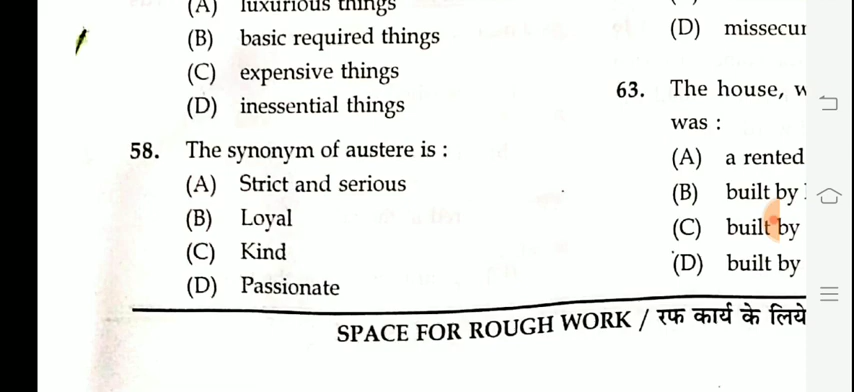 (A) luxurious things
(B) basic required things
(C) expensive things
(D) inessential things
58. The synonym of austere is :
(A) Strict and serious
(B) Loyal
(C) Kind
(D) Passionate
(D) missecur
63. The house, w
was :
(A) a rented
(B) built by
(C) built by
(D) built by
SPACE FOR ROUGH WORK / रफ कार्य के लिये